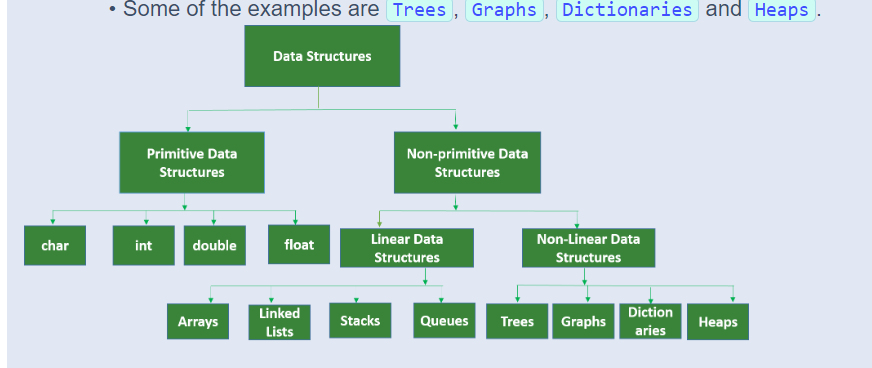 • Some of the examples are Trees, Graphs, Dictionaries and Heaps.
Data Structures
Primitive Data
Structures
Non-primitive Data
Structures
char
int
double
float
Linear Data
Structures
Non-Linear Data
Structures
Arrays
Linked
Lists
Stacks
Queues
Trees
Graphs
Diction
aries
Heaps